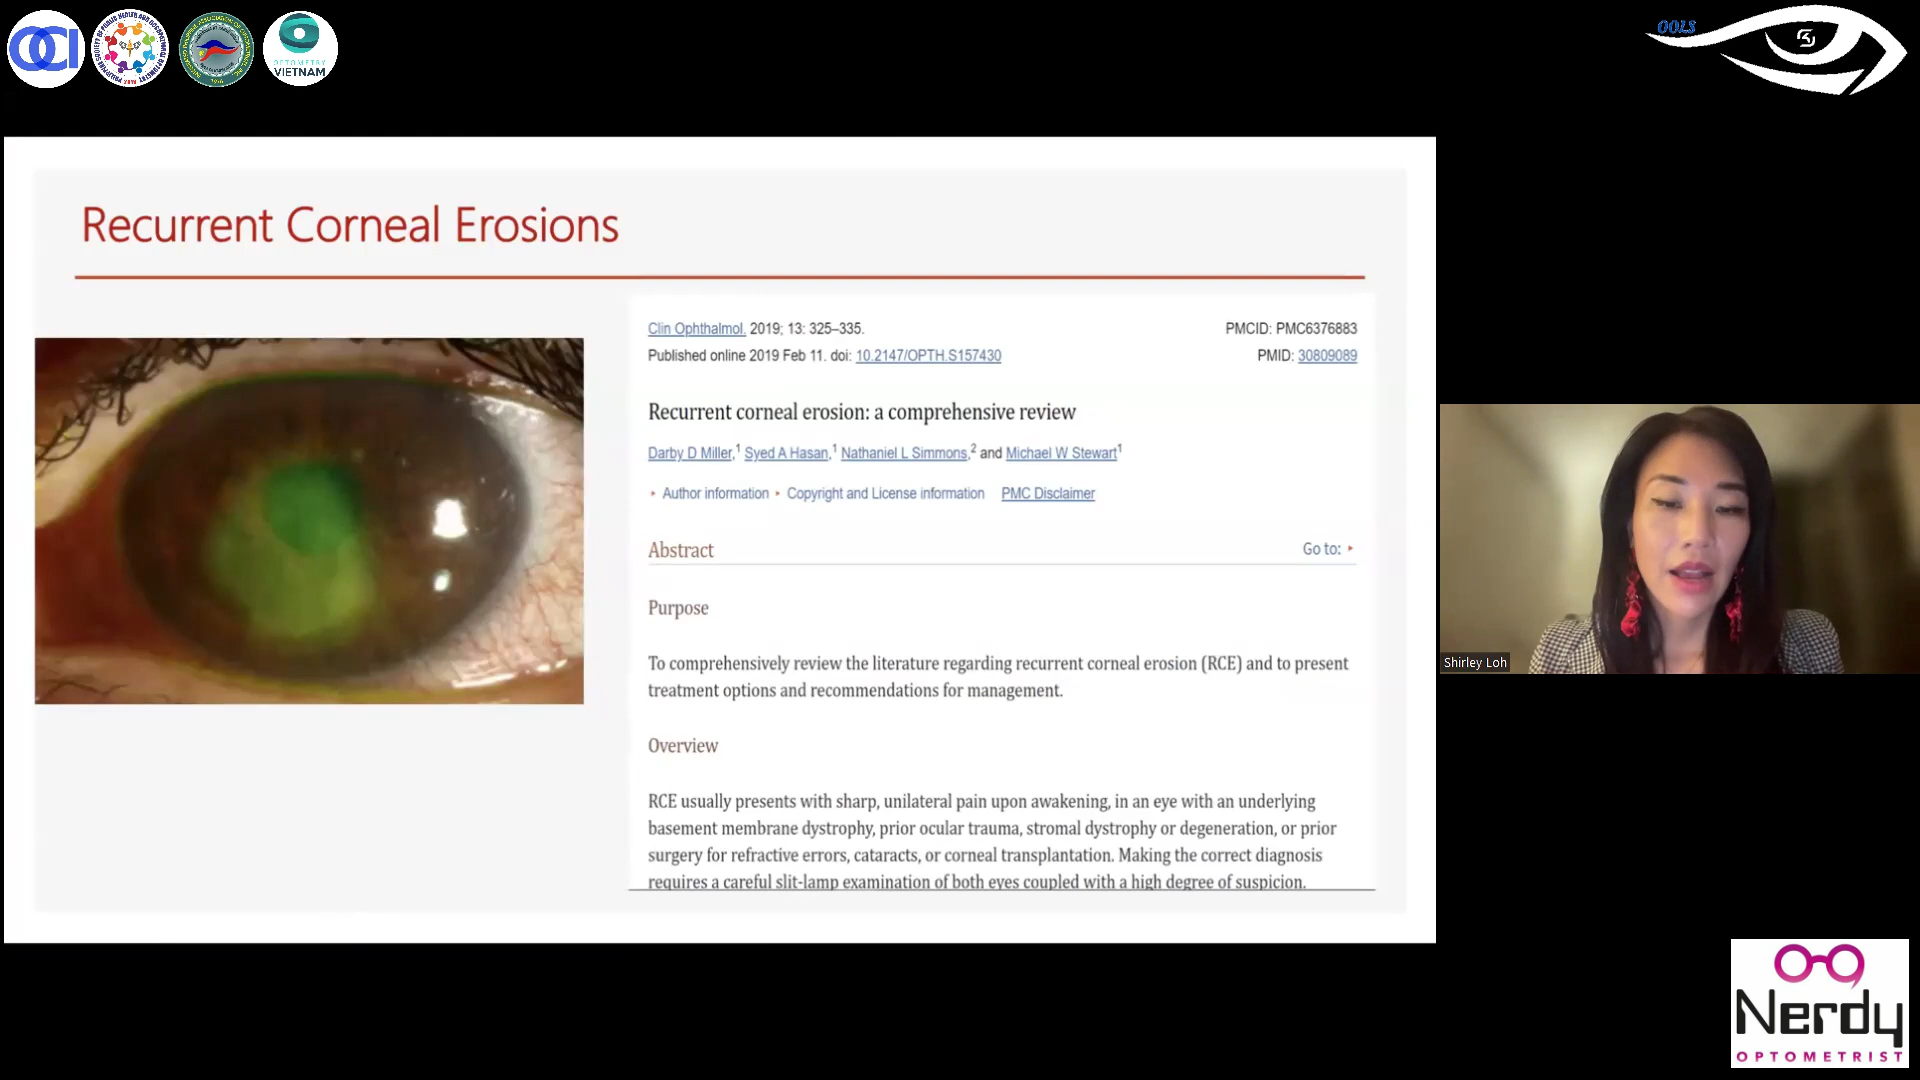 OCI
OPTOMETRY
VIETNAM
OOLS
Recurrent Corneal Erosions
Clin Ophthalmol. 2019; 13: 325–335.
PMCID: PMC6376883
Published online 2019 Feb 11. doi: 10.2147/OPTH.S157430
PMID: 30809089
Recurrent corneal erosion: a comprehensive review
Darby D Miller,1 Syed A Hasan,1 Nathaniel L Simmons,2 and Michael W Stewart1
Author information Copyright and License information PMC Disclaimer
Abstract
Go to:
Purpose
To comprehensively review the literature regarding recurrent corneal erosion (RCE) and to present
treatment options and recommendations for management.
Overview
RCE usually presents with sharp, unilateral pain upon awakening, in an eye with an underlying
basement membrane dystrophy, prior ocular trauma, stromal dystrophy or degeneration, or prior
surgery for refractive errors, cataracts, or corneal transplantation. Making the correct diagnosis
requires a careful slit-lamp examination of both eyes coupled with a high degree of suspicion.
Shirley Loh
Nerdy
OPTOMETRIST